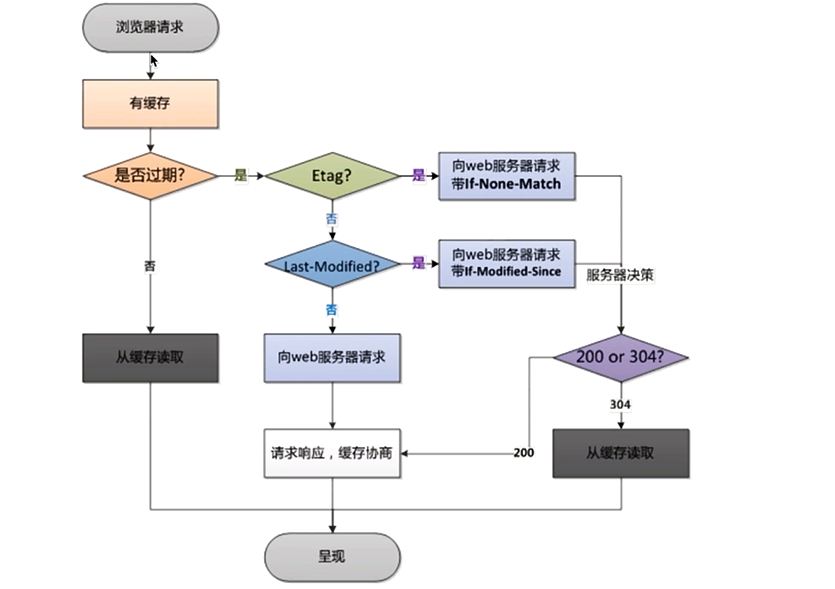 浏览器请求
有缓存
是否过期?
是
Etag?
是
向web服务器请求
带If-None-Match
否
否
Last-Modified?
是
向web服务器请求
带If-Modified-Since
服务器决策
否
从缓存读取
向web服务器请求
200 or 304?
304
请求响应，缓存协商
200
从缓存读取
呈现